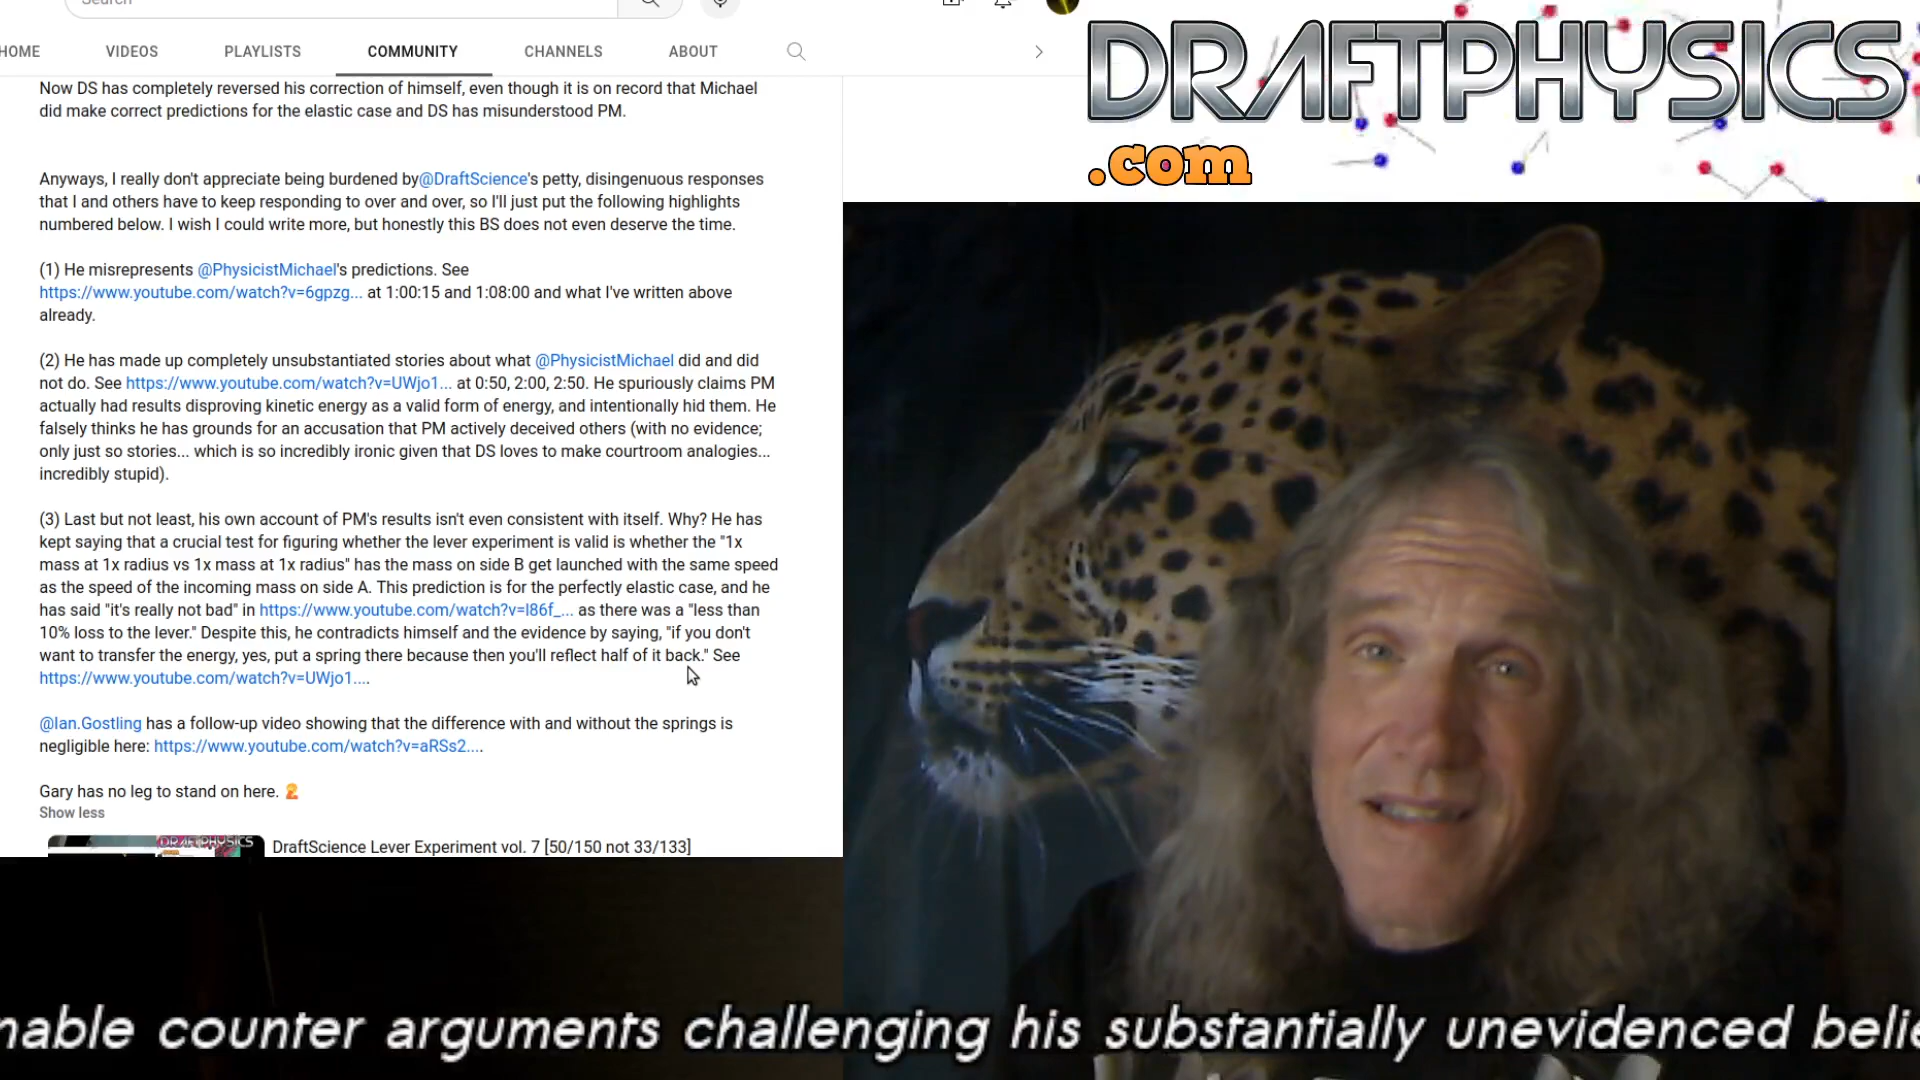 Search
HOME VIDEOS PLAYLISTS COMMUNITY CHANNELS ABOUT
DRAFTPHYSICS
.com
Now DS has completely reversed his correction of himself, even though it is on record that Michael
did make correct predictions for the elastic case and DS has misunderstood PM.
Anyways, I really don't appreciate being burdened by@DraftScience's petty, disingenuous responses
that I and others have to keep responding to over and over, so I'll just put the following highlights
numbered below. I wish I could write more, but honestly this BS does not even deserve the time.
(1) He misrepresents @PhysicistMichael's predictions. See
https://www.youtube.com/watch?v=6gpzg... at 1:00:15 and 1:08:00 and what I've written above
already.
(2) He has made up completely unsubstantiated stories about what @PhysicistMichael did and did
not do. See https://www.youtube.com/watch?v=UWjo1... at 0:50, 2:00, 2:50. He spuriously claims PM
actually had results disproving kinetic energy as a valid form of energy, and intentionally hid them. He
falsely thinks he has grounds for an accusation that PM actively deceived others (with no evidence;
only just so stories... which is so incredibly ironic given that DS loves to make courtroom analogies...
incredibly stupid).
(3) Last but not least, his own account of PM's results isn't even consistent with itself. Why? He has
kept saying that a crucial test for figuring whether the lever experiment is valid is whether the "1x
mass at 1x radius vs 1x mass at 1x radius" has the mass on side B get launched with the same speed
as the speed of the incoming mass on side A. This prediction is for the perfectly elastic case, and he
has said "it's really not bad" in https://www.youtube.com/watch?v=I86f_... as there was a "less than
10% loss to the lever." Despite this, he contradicts himself and the evidence by saying, "if you don't
want to transfer the energy, yes, put a spring there because then you'll reflect half of it back." See
https://www.youtube.com/watch?v=UWjo1....
@Ian.Gostling has a follow-up video showing that the difference with and without the springs is
negligible here: https://www.youtube.com/watch?v=aRSs2....
Gary has no leg to stand on here.
Show less
DRAFTPHYSICS
DraftScience Lever Experiment vol. 7 [50/150 not 33/133]
nable counter arguments challenging his substantially unevidenced belie